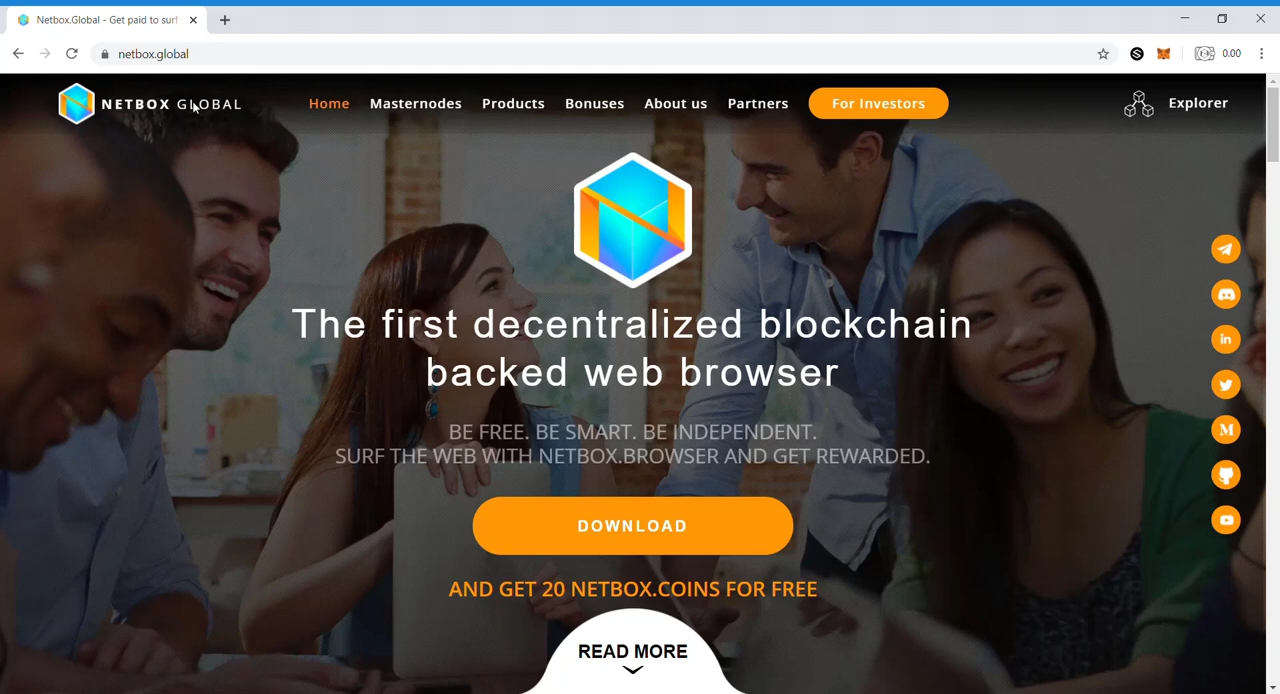 Netbox.Global - Get paid to surf
netbox.global
0.00
NETBOX GLOBAL
Home
Masternodes
Products
Bonuses
About us
Partners
For Investors
Explorer
The first decentralized blockchain
backed web browser
BE FREE. BE SMART. BE INDEPENDENT.
SURF THE WEB WITH NETBOX.BROWSER AND GET REWARDED.
DOWNLOAD
AND GET 20 NETBOX.COINS FOR FREE
READ MORE